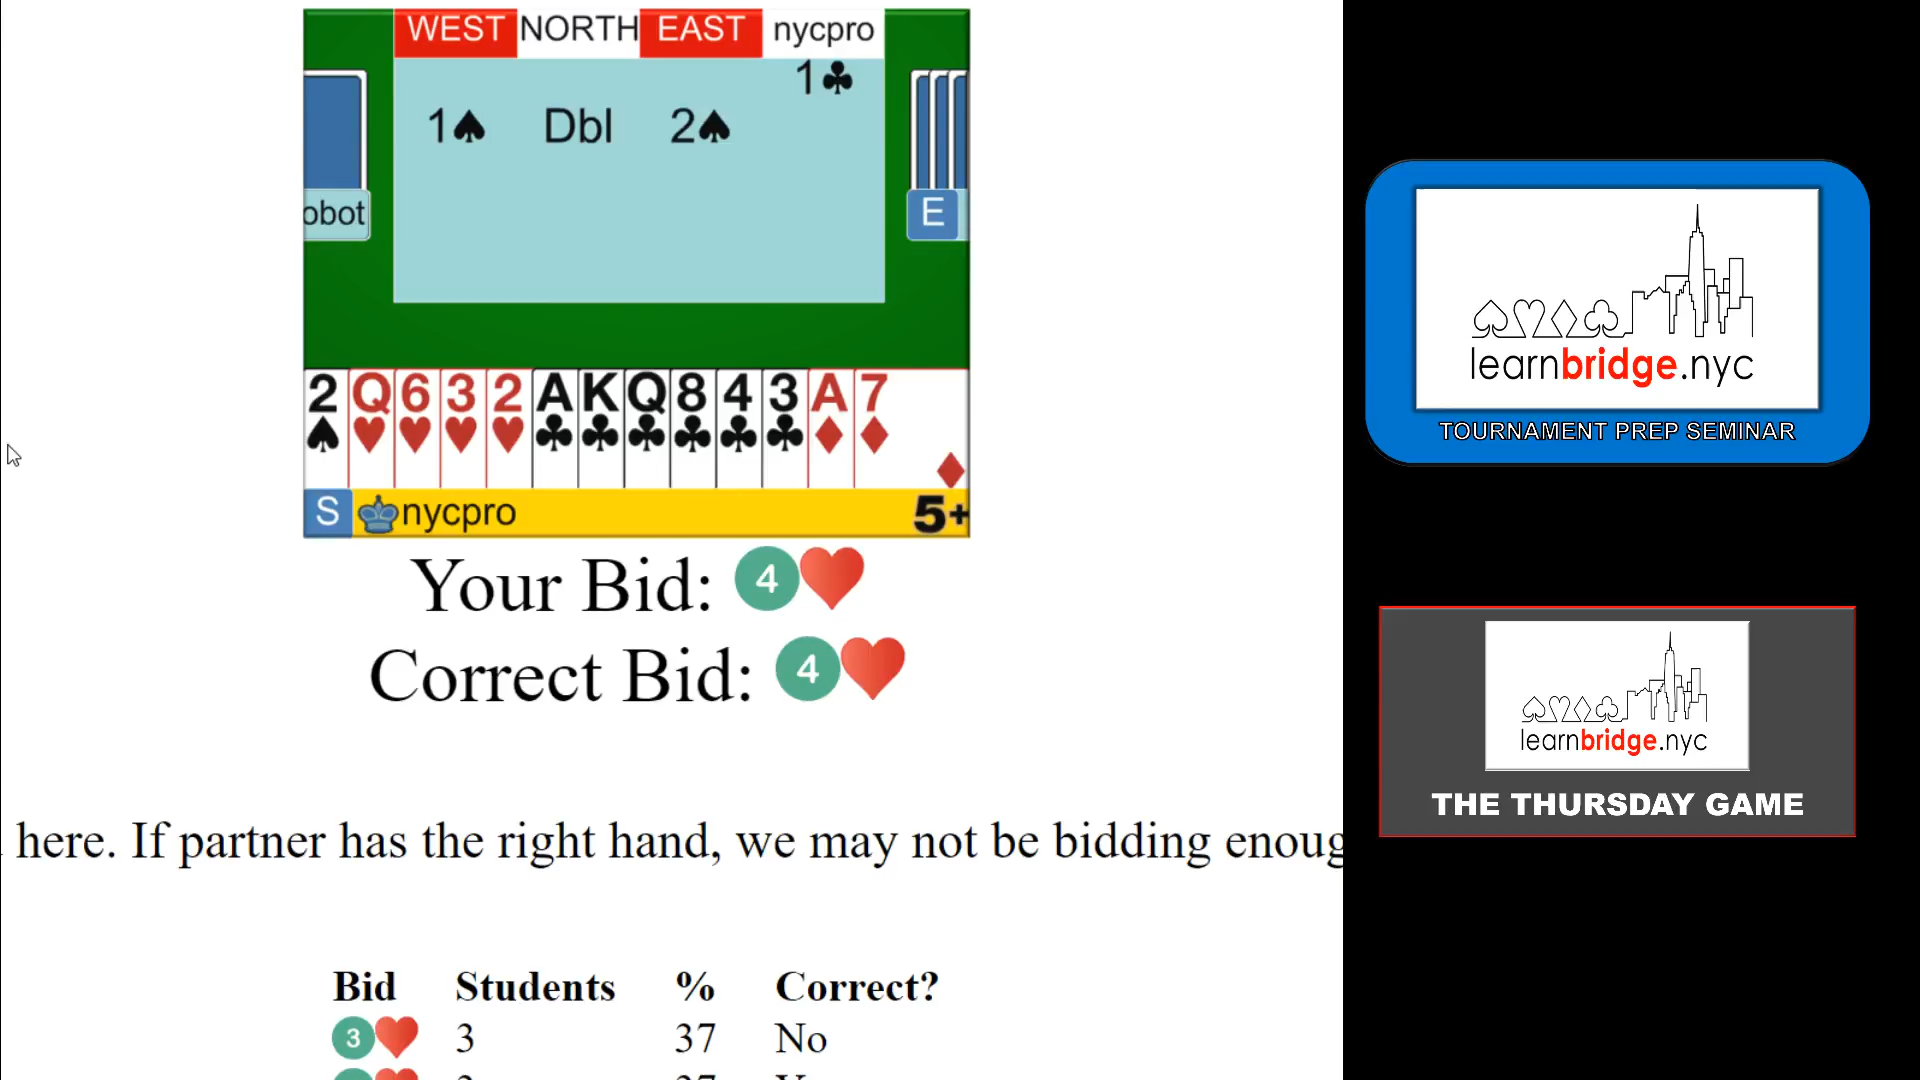 WEST NORTH EAST nycpro
1♣
1♠ Dbl 2♠
obot
E
2 Q 6 3 2 A K Q 8 4 3 A 7
♠ ♥ ♥ ♥ ♥ ♣ ♣ ♣ ♣ ♣ ♣ ♦ ♦
S nycpro 5+
Your Bid: 4♥
Correct Bid: 4♥
here. If partner has the right hand, we may not be bidding enoug
Bid Students % Correct?
3♥ 3 37 No
learnbridge.nyc
TOURNAMENT PREP SEMINAR
learnbridge.nyc
THE THURSDAY GAME